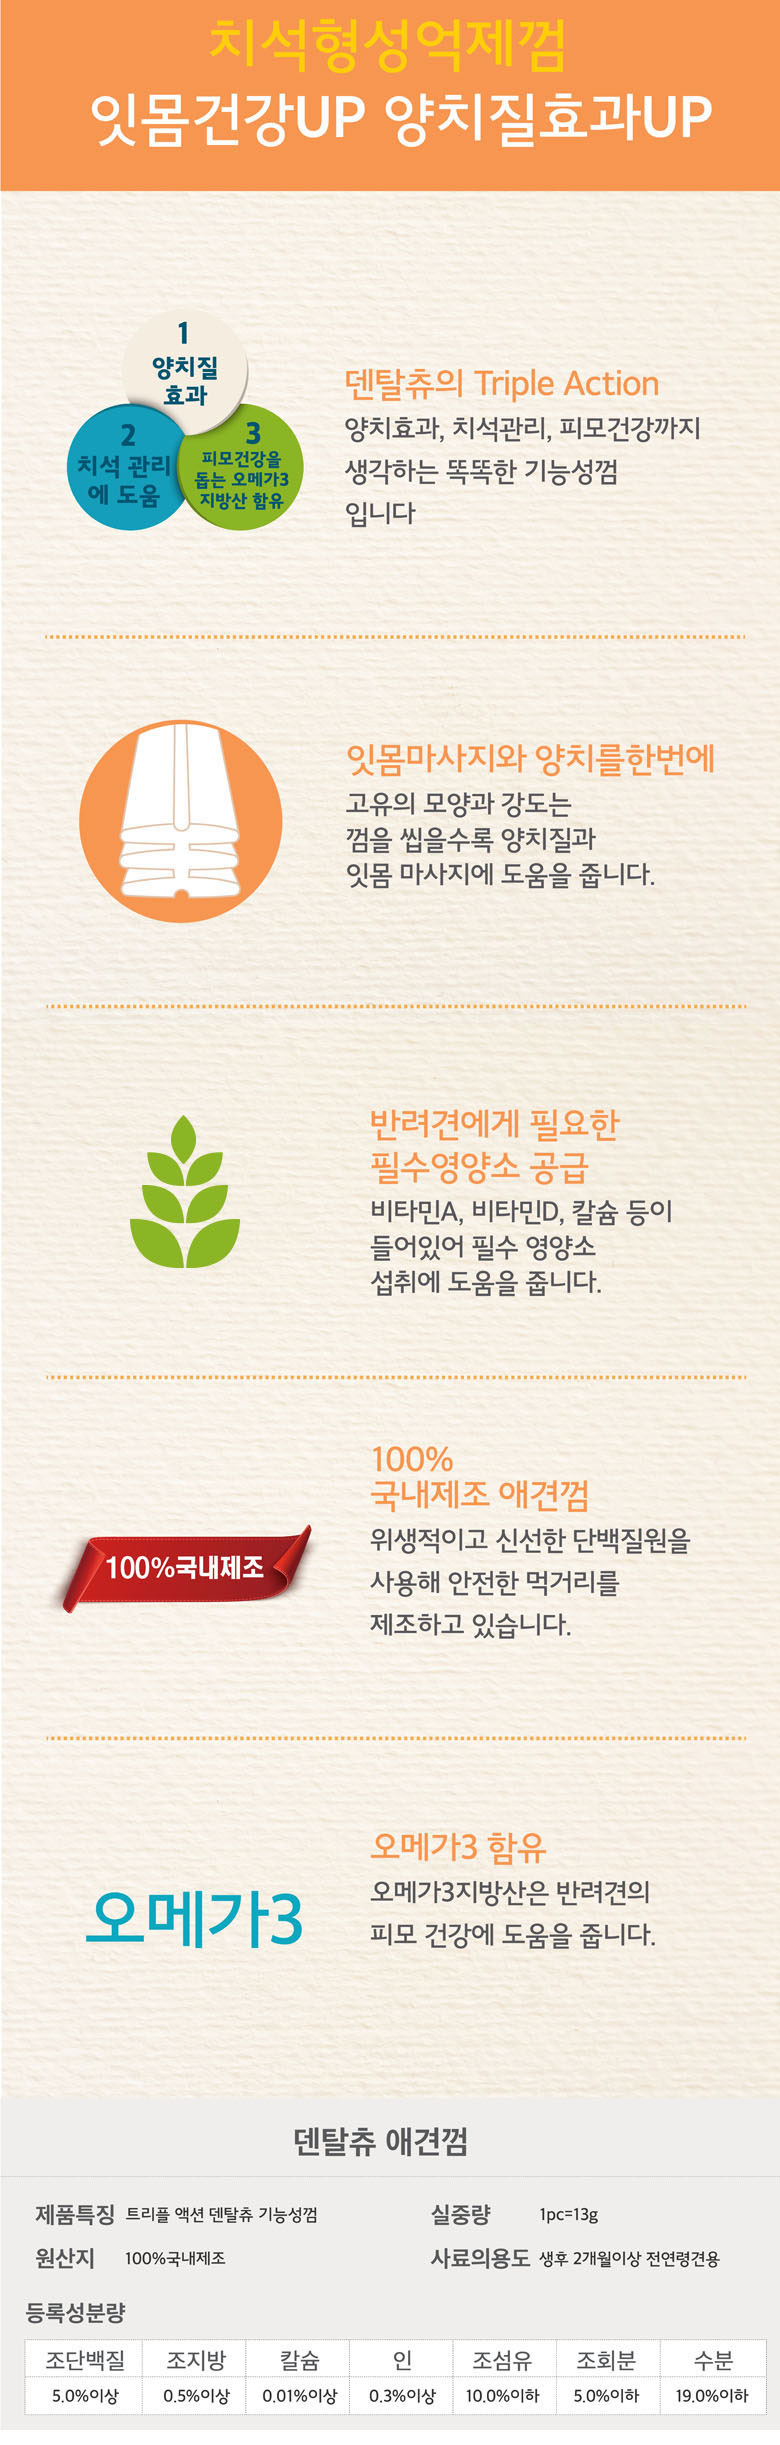 치석형성억제껌
잇몸건강UP 양치질효과UP
1
양치질
효과
2
치석 관리
에 도움
3
피모건강을
돕는 오메가3
지방산 함유
덴탈츄의 Triple Action
양치효과, 치석관리, 피모건강까지
생각하는 똑똑한 기능성껌
입니다
잇몸마사지와 양치를한번에
고유의 모양과 강도는
껌을 씹을수록 양치질과
잇몸 마사지에 도움을 줍니다.
반려견에게 필요한
필수영양소 공급
비타민A, 비타민D, 칼슘 등이
들어있어 필수 영양소
섭취에 도움을 줍니다.
100%국내제조
100%
국내제조 애견껌
위생적이고 신선한 단백질원을
사용해 안전한 먹거리를
제조하고 있습니다.
오메가3
오메가3 함유
오메가3지방산은 반려견의
피모 건강에 도움을 줍니다.
덴탈츄 애견껌
제품특징 트리플 액션 덴탈츄 기능성껌 실중량 1pc=13g
원산지 100%국내제조 사료의용도 생후 2개월이상 전연령견용
등록성분량
조단백질 조지방 칼슘 인 조섬유 조회분 수분
5.0%이상 0.5%이상 0.01%이상 0.3%이상 10.0%이하 5.0%이하 19.0%이하